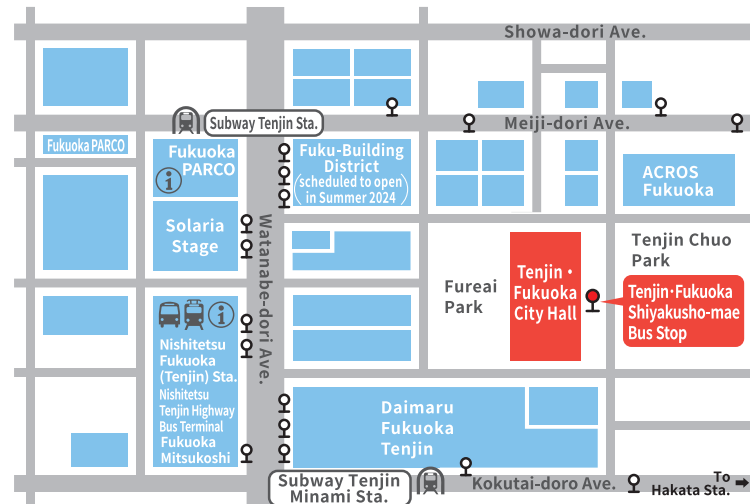 Showa-dori Ave.
Subway Tenjin Sta.
Meiji-dori Ave.
Fukuoka PARCO
Fukuoka
PARCO
Fuku-Building
District
(scheduled to open
in Summer 2024)
ACROS
Fukuoka
Solaria
Stage
Watanabe-dori Ave.
Tenjin Chuo
Park
Fureai
Park
Tenjin・
Fukuoka
City Hall
Tenjin・Fukuoka
Shiyakusho-mae
Bus Stop
Nishitetsu
Fukuoka
(Tenjin) Sta.
Nishitetsu
Tenjin Highway
Bus Terminal
Fukuoka
Mitsukoshi
Daimaru
Fukuoka
Tenjin
Subway Tenjin
Minami Sta.
Kokutai-doro Ave.
To
Hakata Sta.